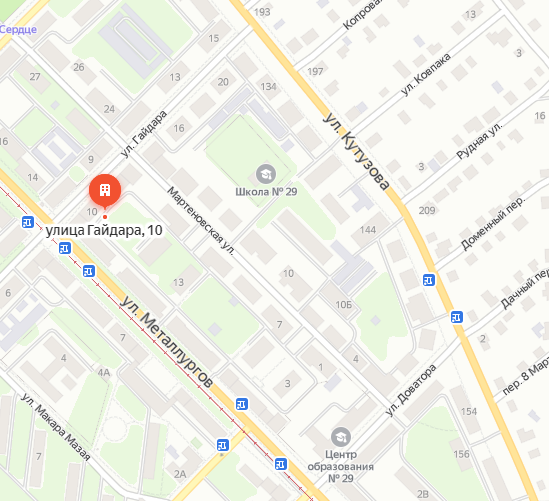 193
Копровая
Сердце
13
15
27
26
20
197
134
ул. Ковпака
ул. Гайдара
16
ул. Кутузова
16
3
Рудная ул.
9
14
Школа № 29
3
10
Мартеновская ул.
209
улица Гайдара, 10
144
Доменный пер.
13
10
6
10Б
Дачный пер.
ул. Металлургов
7
2
4
4А
3
1
4
пер. 8 Мар
ул. Доватора
ул. Макара Мазая
154
7
Центр
образования
№ 29
156
2А
2В